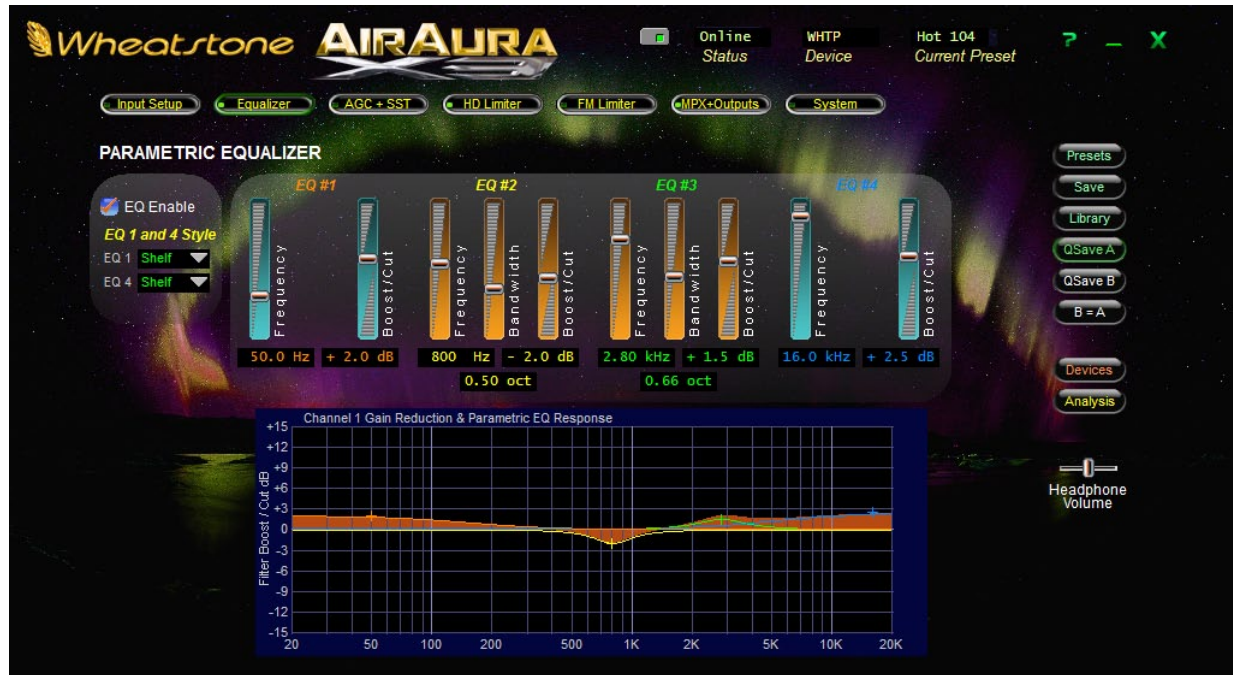 Wheatstone AIRAURA X3
Online WHTP Hot 104 ? _ X
Status Device Current Preset
Input Setup Equalizer AGC + SST HD Limiter FM Limiter MPX+Outputs System
PARAMETRIC EQUALIZER
EQ Enable
EQ 1 and 4 Style
EQ 1 Shelf
EQ 4 Shelf
EQ #1 EQ #2 EQ #3 EQ #4
Frequency Boost/Cut Frequency Bandwidth Boost/Cut Frequency Bandwidth Boost/Cut Frequency Boost/Cut
50.0 Hz + 2.0 dB 800 Hz - 2.0 dB 2.80 kHz + 1.5 dB 16.0 kHz + 2.5 dB
0.50 oct 0.66 oct
Presets
Save
Library
QSave A
QSave B
B = A
Devices
Analysis
Headphone
Volume
Channel 1 Gain Reduction & Parametric EQ Response
Filter Boost / Cut dB
+15
+12
+9
+6
+3
0
-3
-6
-9
-12
-15
20 50 100 200 500 1K 2K 5K 10K 20K